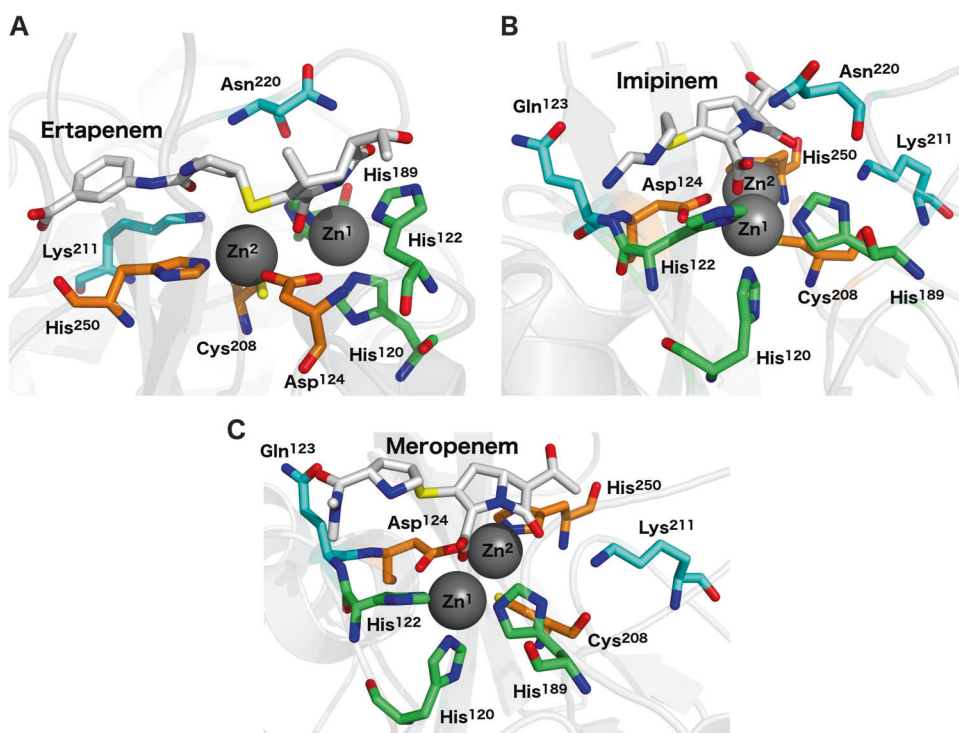 A
Asn220
Ertapenem
His189
Lys211
Zn2
Zn1
His122
His250
Cys208
His120
Asp124
B
Imipinem
Asn220
Gln123
Lys211
His250
Asp124
Zn2
Zn1
His122
Cys208
His189
His120
C
Gln123
Meropenem
His250
Asp124
Lys211
Zn2
Zn1
His122
Cys208
His189
His120